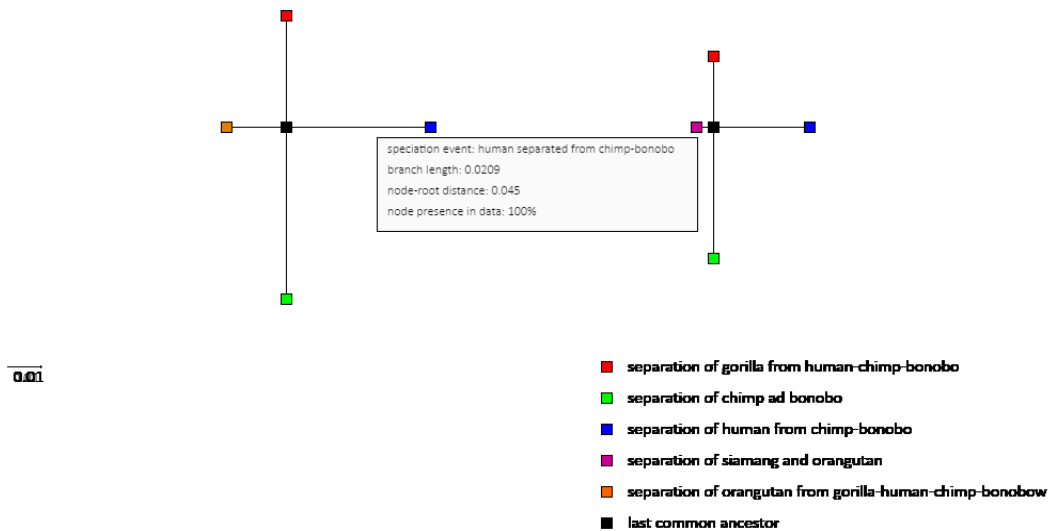 speciation event: human separated from chimp-bonobo
branch length: 0.0209
node-root distance: 0.045
node presence in data: 100%
separation of gorilla from human-chimp-bonobo
separation of chimp ad bonobo
separation of human from chimp-bonobo
separation of siamang and orangutan
separation of orangutan from gorilla-human-chimp-bonobow
last common ancestor